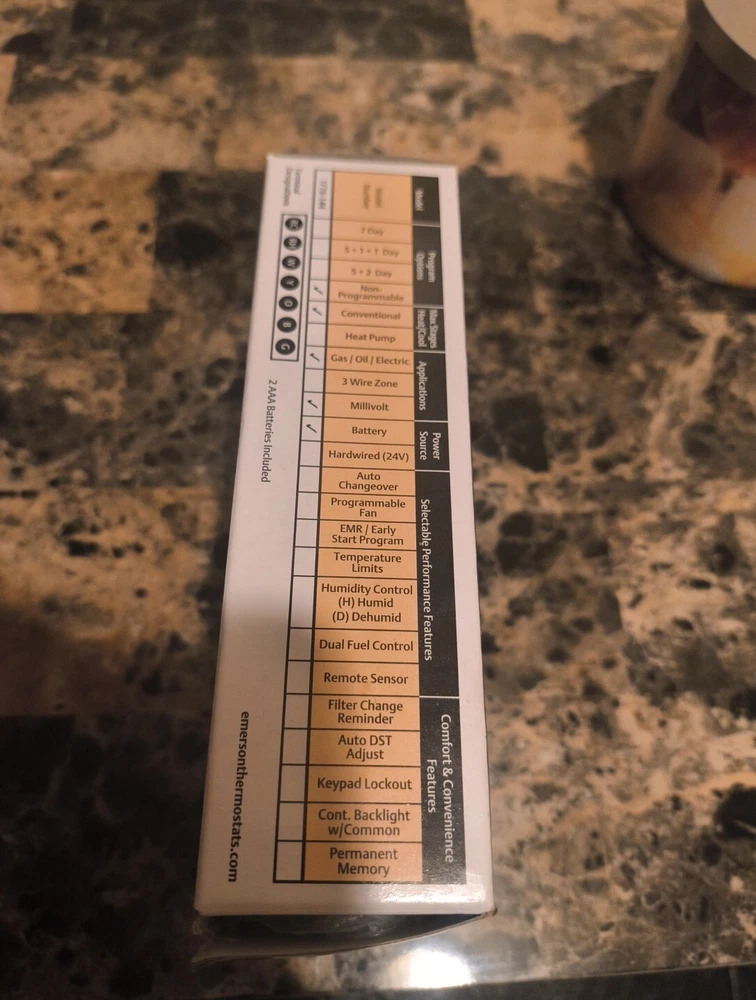 Model
Model
Number
Program
Options
7 Day
5 + 1 + 1 Day
5 + 2 Day
Non-
Programmable
Max Stages
Heat/Cool
Conventional
Heat Pump
Applications
Gas / Oil / Electric
3 Wire Zone
Millivolt
Power
Source
Battery
Hardwired (24V)
Selectable Performance Features
Auto
Changeover
Programmable
Fan
EMR / Early
Start Program
Temperature
Limits
Humidity Control
(H) Humid
(D) Dehumid
Dual Fuel Control
Remote Sensor
Comfort & Convenience
Features
Filter Change
Reminder
Auto DST
Adjust
Keypad Lockout
Cont. Backlight
w/Common
Permanent
Memory
✓
✓
✓
✓
✓
Terminal
Designations
W
Y
O
B
G
2 AAA Batteries Included
emersonthermostats.com